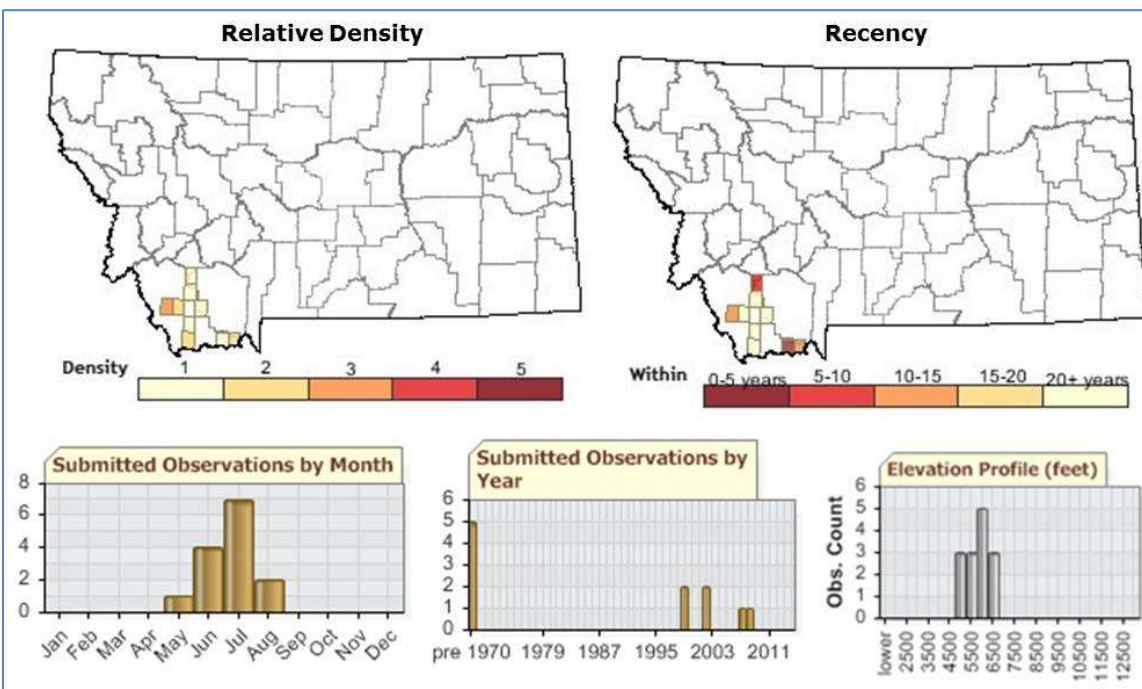 Relative Density
Recency
Density
1 2 3 4 5
Within
0-5 years 5-10 10-15 15-20 20+ years
Submitted Observations by Month
8
6
4
2
0
Jan Feb Mar Apr May Jun Jul Aug Sep Oct Nov Dec
Submitted Observations by
Year
6
5
4
3
2
1
0
pre 1970 1979 1987 1995 2003 2011
Elevation Profile (feet)
Obs. Count
6
5
4
3
2
1
0
lower 2500 3500 4500 5500 6500 7500 8500 9500 10500 11500 12500